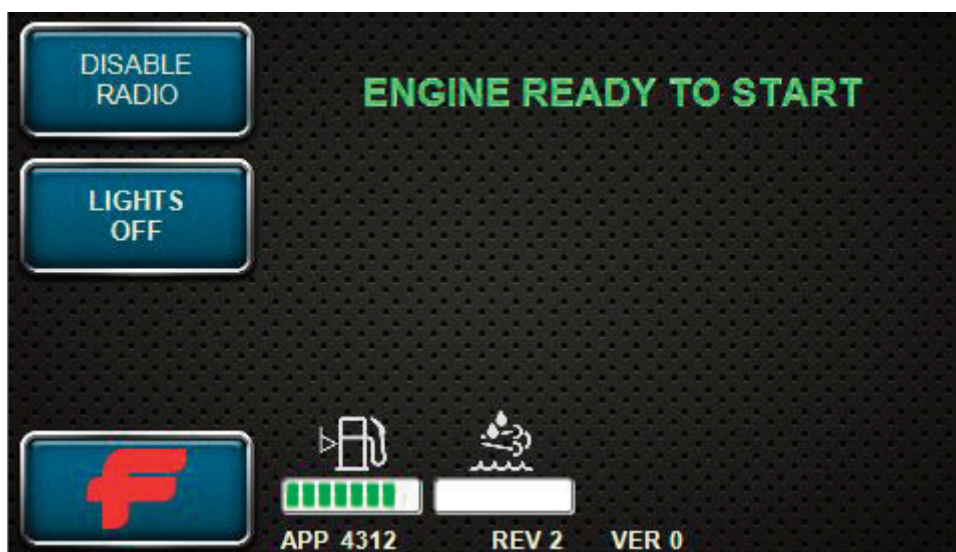 DISABLE
RADIO
ENGINE READY TO START
LIGHTS
OFF
APP 4312 REV 2 VER 0